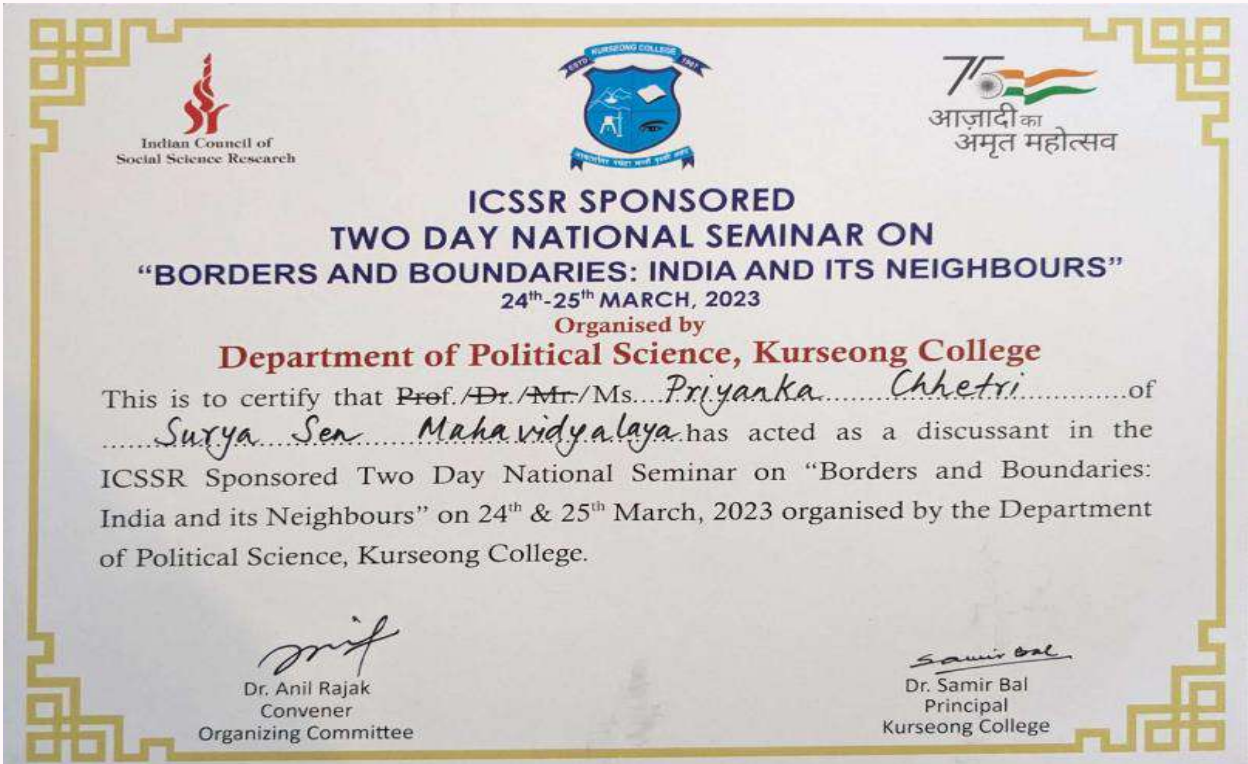 Indian Council of
Social Science Research
KURSEONG COLLEGE
ESTD 1967
75
आज़ादी का
अमृत महोत्सव
ICSSR SPONSORED
TWO DAY NATIONAL SEMINAR ON
“BORDERS AND BOUNDARIES: INDIA AND ITS NEIGHBOURS”
24th-25th MARCH, 2023
Organised by
Department of Political Science, Kurseong College
This is to certify that Prof./Dr./Mr./Ms....Priyanka Chhetri..........of
......Surya Sen Mahavidyalaya.has acted as a discussant in the
ICSSR Sponsored Two Day National Seminar on “Borders and Boundaries:
India and its Neighbours” on 24th & 25th March, 2023 organised by the Department
of Political Science, Kurseong College.
Samir Bal
Dr. Anil Rajak
Convener
Organizing Committee
Dr. Samir Bal
Principal
Kurseong College